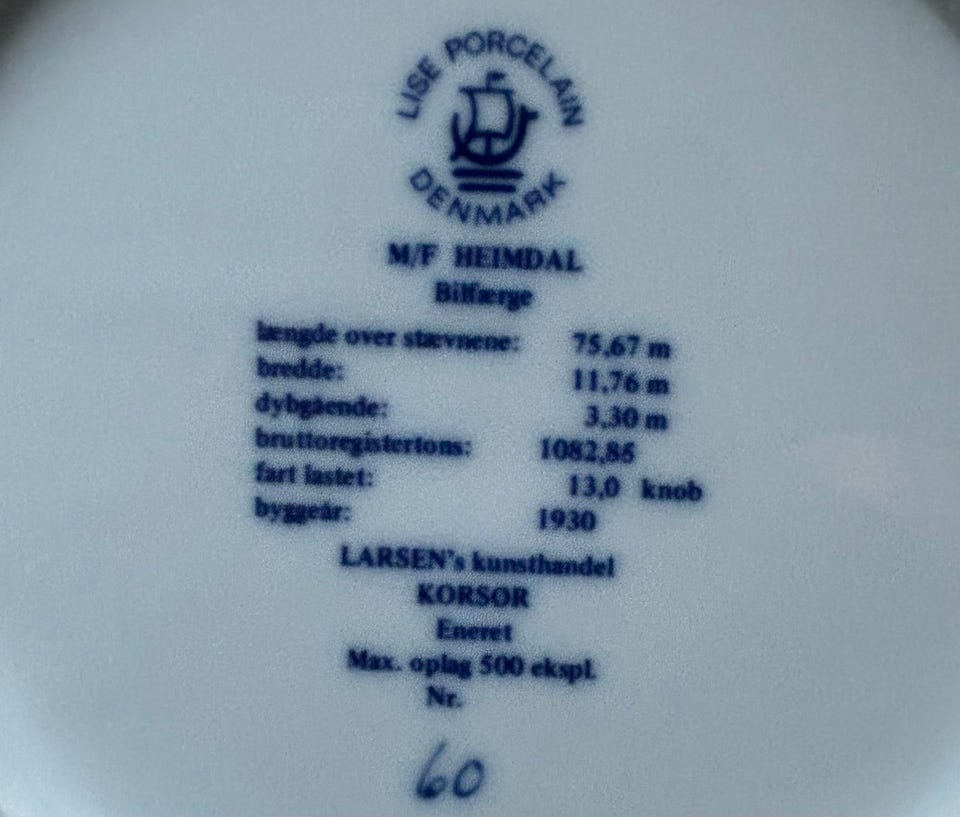 LISE PORCELAIN
DENMARK
M/F HEIMDAL
Bilfærge
længde over stævnene: 75,67 m
bredde: 11,76 m
dybgående: 3,30 m
bruttoregistertons: 1082,86
fart lastet: 13,0 knob
byggeår: 1930
LARSEN's kunsthandel
KORSØR
Eneret
Max. oplag 500 ekspl.
Nr.
60